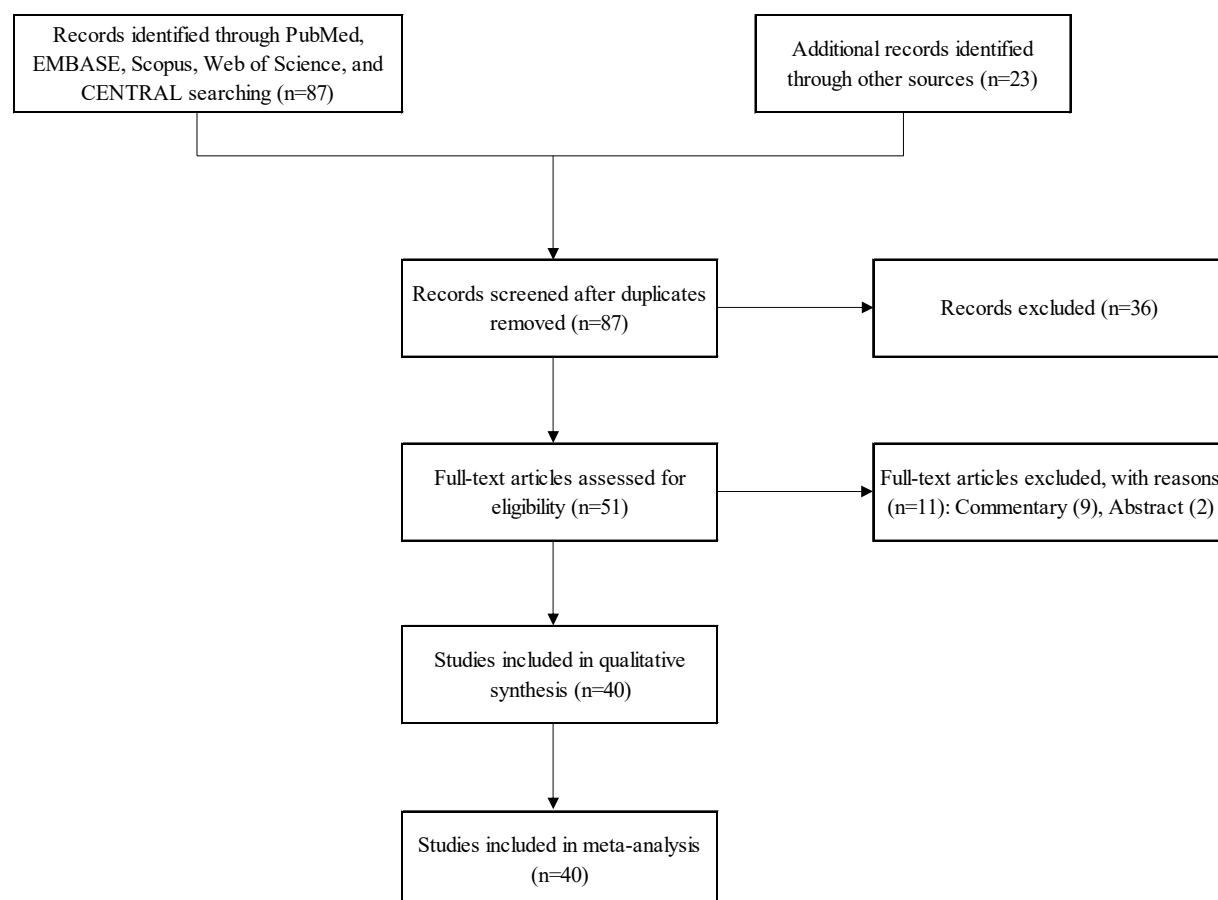 Records identified through PubMed,
EMBASE, Scopus, Web of Science, and
CENTRAL searching (n=87)
Additional records identified
through other sources (n=23)
Records screened after duplicates
removed (n=87)
Records excluded (n=36)
Full-text articles assessed for
eligibility (n=51)
Full-text articles excluded, with reasons
(n=11): Commentary (9), Abstract (2)
Studies included in qualitative
synthesis (n=40)
Studies included in meta-analysis
(n=40)